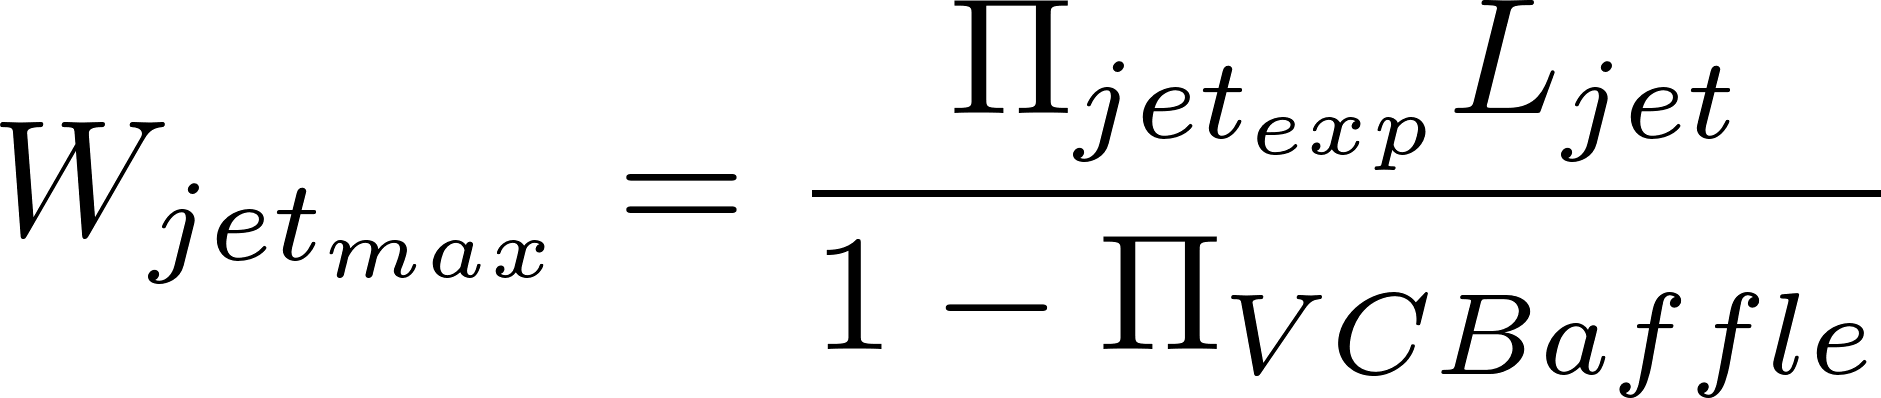 W_{jet_{max}} = \frac{\Pi_{jet_{exp}} L_{jet}}{1 - \Pi_{VCBaffle}}